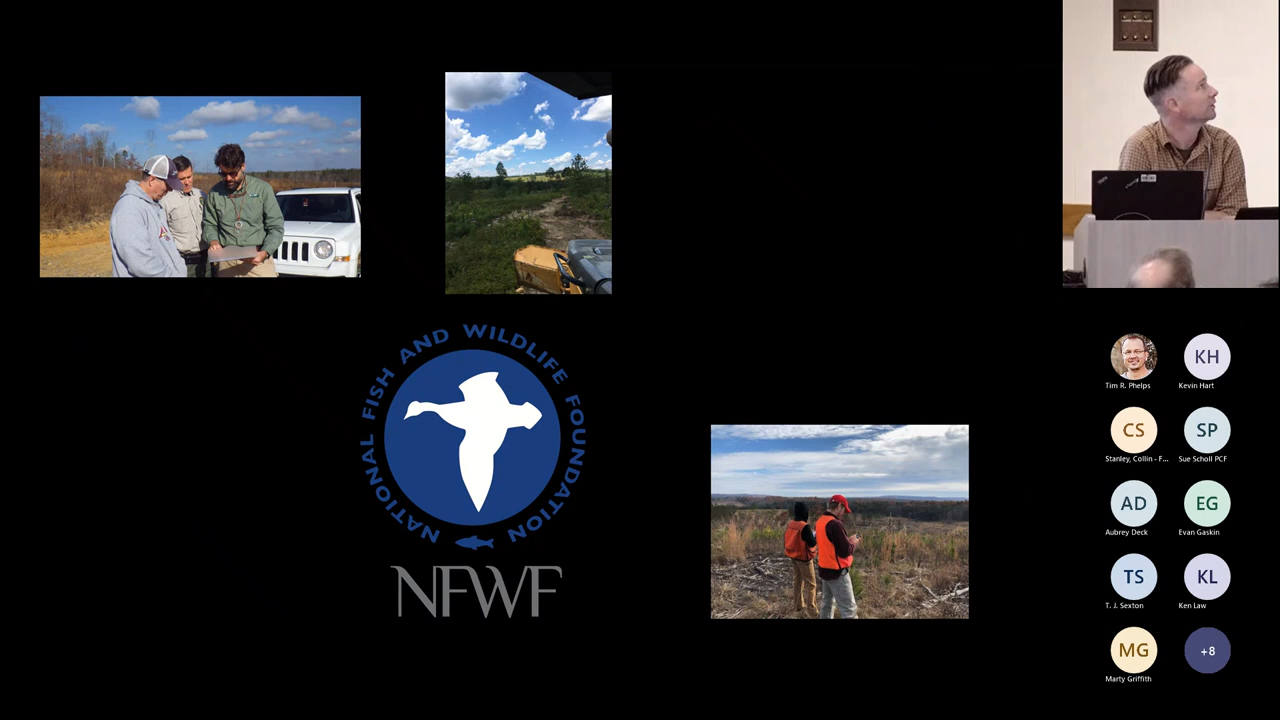 NATIONAL FISH AND WILDLIFE FOUNDATION
NFWF
Tim R. Phelps
KH
Kevin Hart
CS
Stanley, Collin - F...
SP
Sue Scholl PCF
AD
Aubrey Deck
EG
Evan Gaskin
TS
T. J. Sexton
KL
Ken Law
MG
Marty Griffith
+8